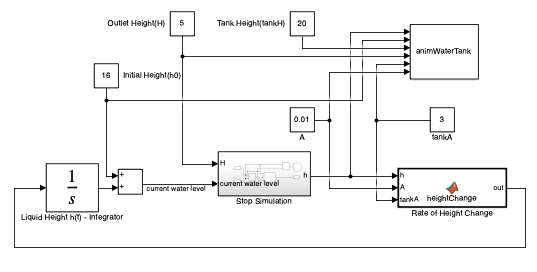 Outlet Height(H)
5
Tank Height(tankH)
20
animWaterTank
16
Initial Height(h0)
0.01
A
3
tankA
H
current water level
h
Stop Simulation
1
s
Liquid Height h(t) - Integrator
+
+
current water level
h
A
tankA
heightChange
out
Rate of Height Change